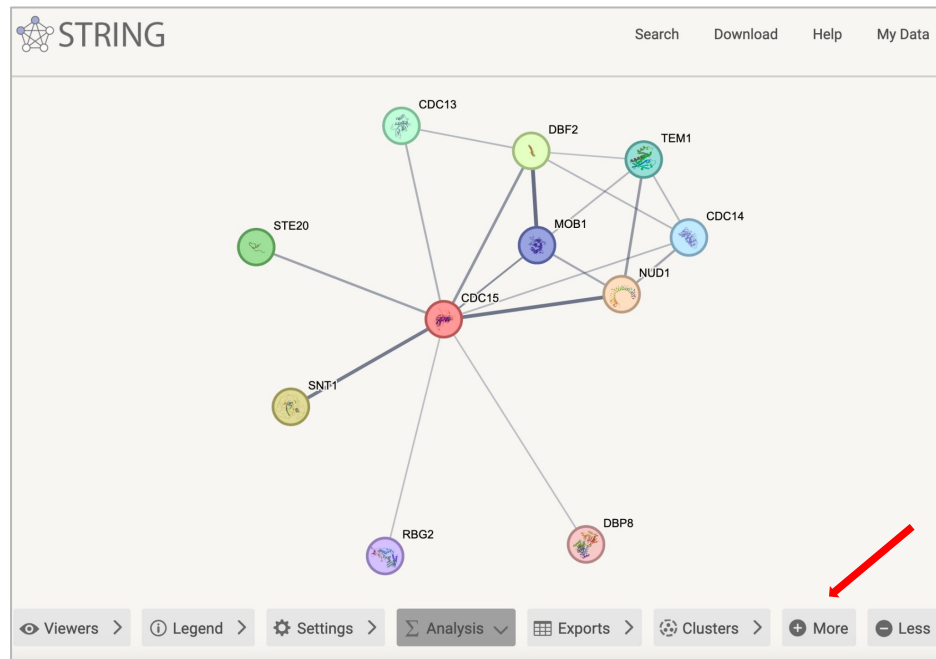 STRING
Search Download Help My Data
CDC13
DBF2
TEM1
CDC14
STE20
MOB1
NUD1
CDC15
SNT1
RBG2
DBP8
Viewers > Legend > Settings > Analysis Exports > Clusters > More Less